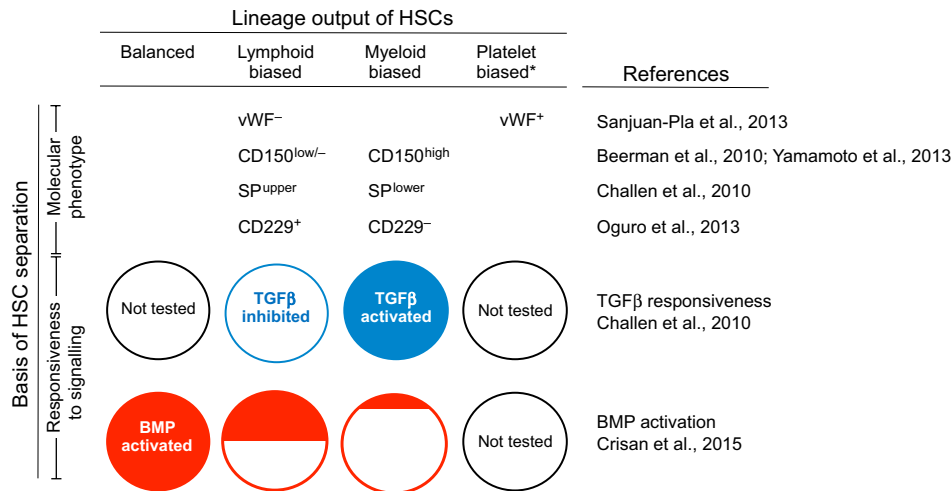 Lineage output of HSCs
Balanced
Lymphoid
biased
Myeloid
biased
Platelet
biased*
References
Basis of HSC separation
Molecular
phenotype
vWF⁻
vWF⁺
Sanjuan-Pla et al., 2013
CD150low/–
CD150high
Beerman et al., 2010; Yamamoto et al., 2013
SPupper
SPlower
Challen et al., 2010
CD229⁺
CD229⁻
Oguro et al., 2013
Responsiveness
to signalling
Not tested
TGFβ
inhibited
TGFβ
activated
Not tested
TGFβ responsiveness
Challen et al., 2010
BMP
activated
Not tested
BMP activation
Crisan et al., 2015